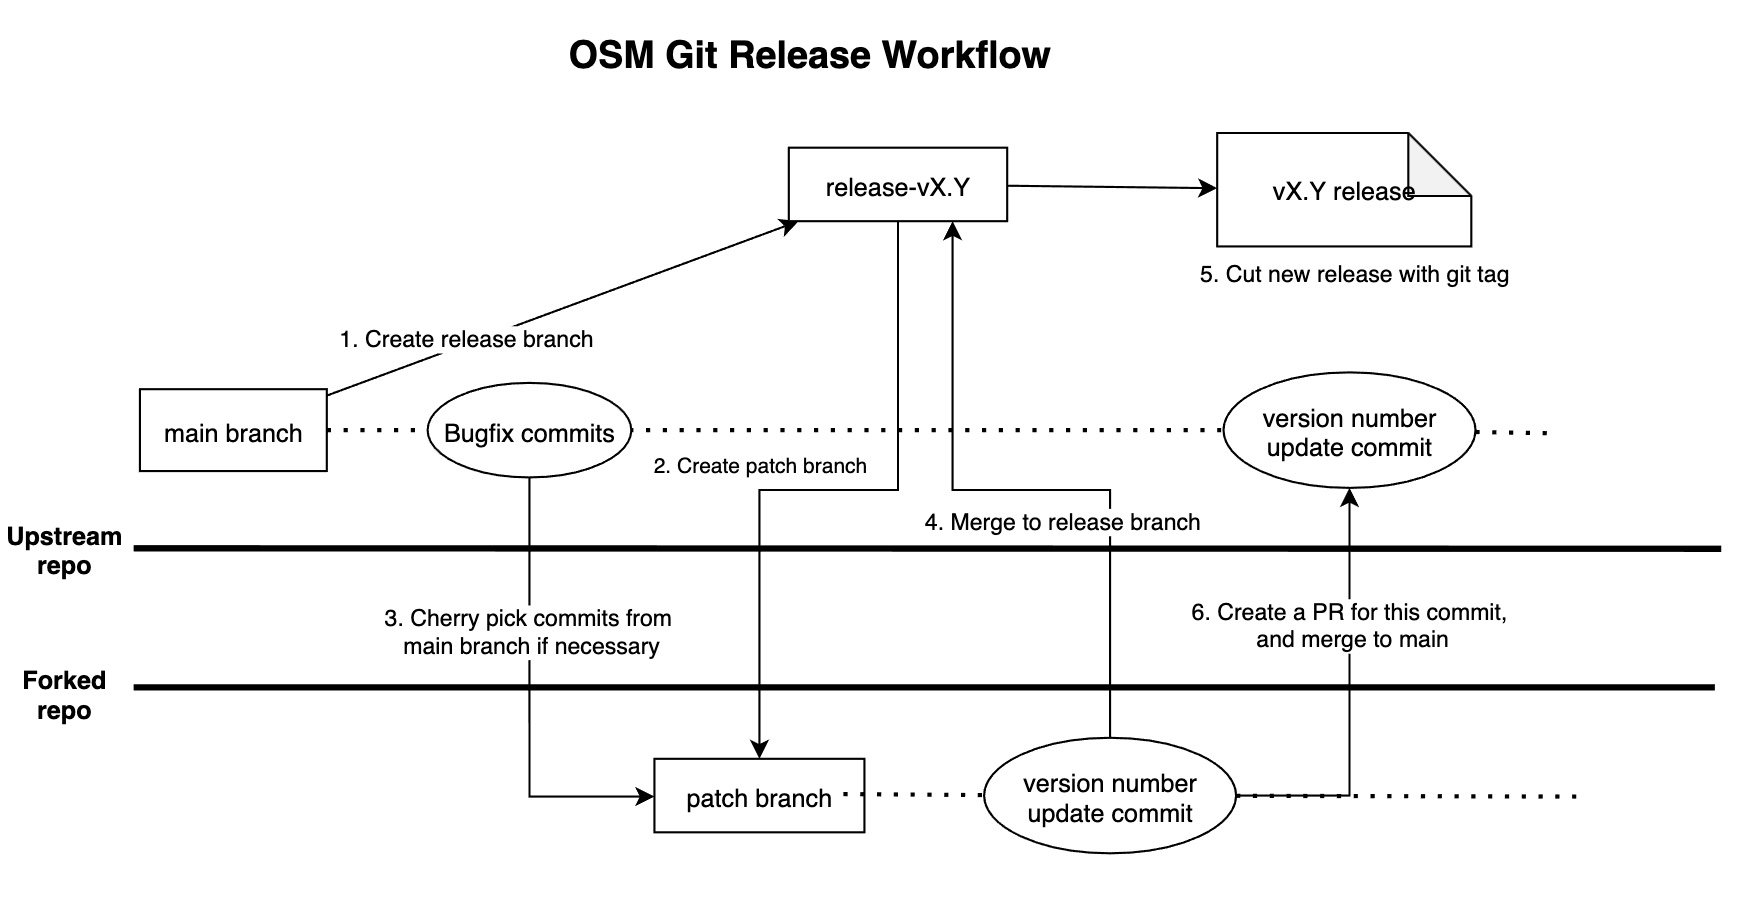 OSM Git Release Workflow
release-vX.Y
vX.Y release
5. Cut new release with git tag
1. Create release branch
main branch
Bugfix commits
version number
update commit
2. Create patch branch
4. Merge to release branch
Upstream
repo
3. Cherry pick commits from
main branch if necessary
6. Create a PR for this commit,
and merge to main
Forked
repo
patch branch
version number
update commit